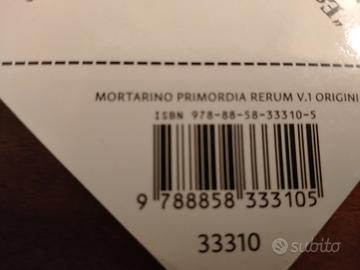 MORTARINO PRIMORDIA RERUM V.1 ORIGINI
ISBN 978-88-58-33310-5
9 788858 333105
33310
subito